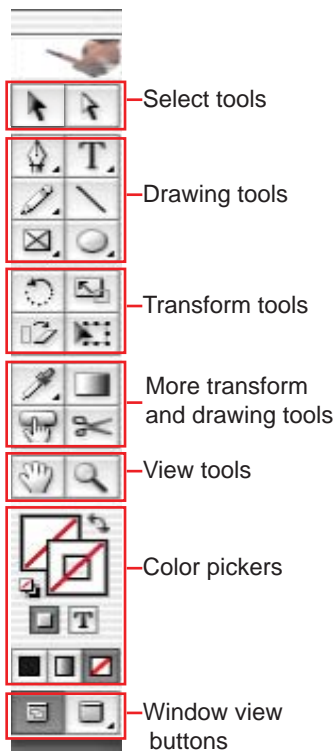 Select tools
T
Drawing tools
Transform tools
More transform
and drawing tools
View tools
Color pickers
T
Window view
buttons